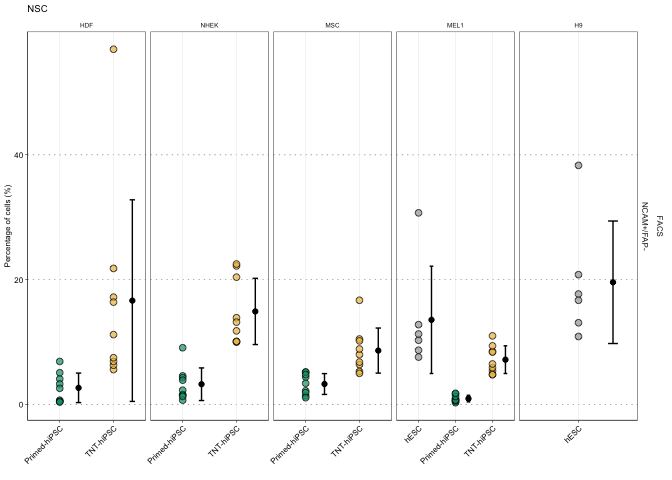 NSC
HDF
NHEK
MSC
MEL1
H9
Percentage of cells (%)
40
20
0
FACS
NCAM+/FAP-
Primed-hiPSC
TNT-hiPSC
Primed-hiPSC
TNT-hiPSC
Primed-hiPSC
TNT-hiPSC
hESC
Primed-hiPSC
TNT-hiPSC
hESC